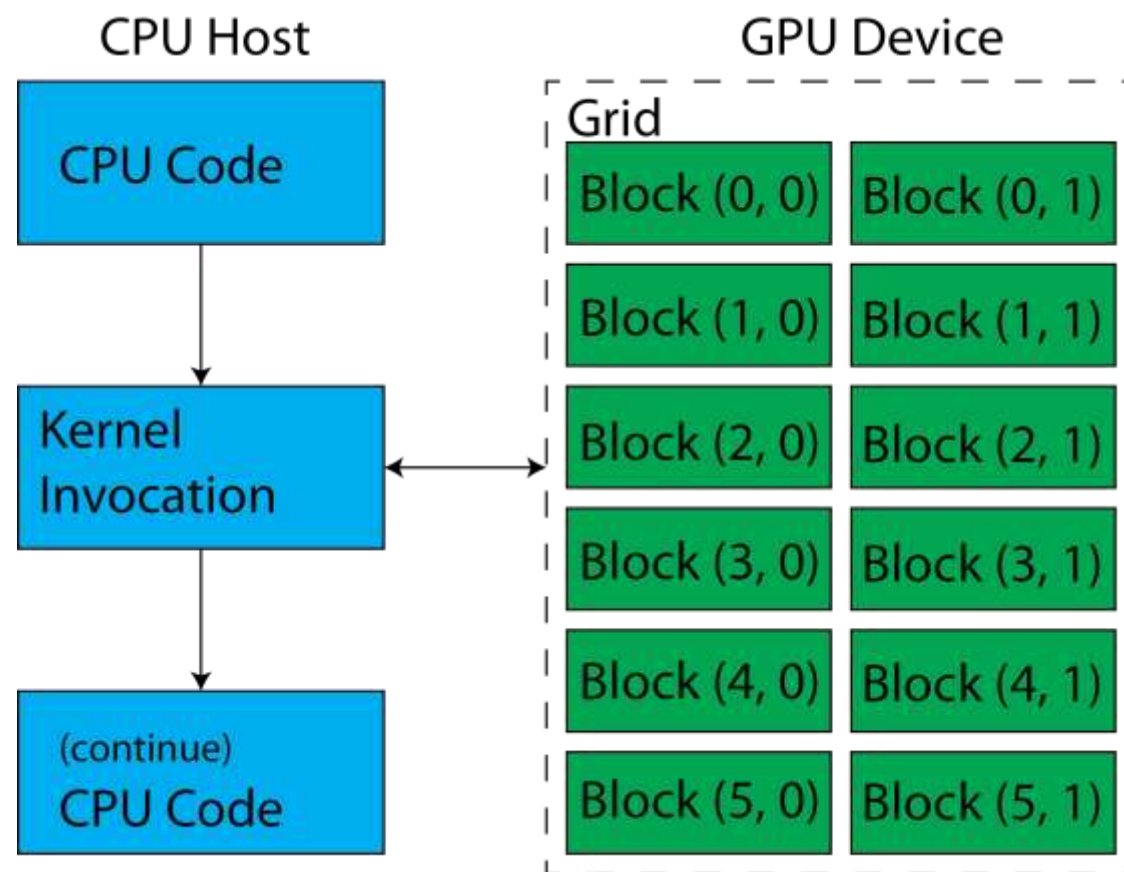 CPU Host
GPU Device
CPU Code
Kernel
Invocation
(continue)
CPU Code
Grid
Block (0, 0)
Block (0, 1)
Block (1, 0)
Block (1, 1)
Block (2, 0)
Block (2, 1)
Block (3, 0)
Block (3, 1)
Block (4, 0)
Block (4, 1)
Block (5, 0)
Block (5, 1)